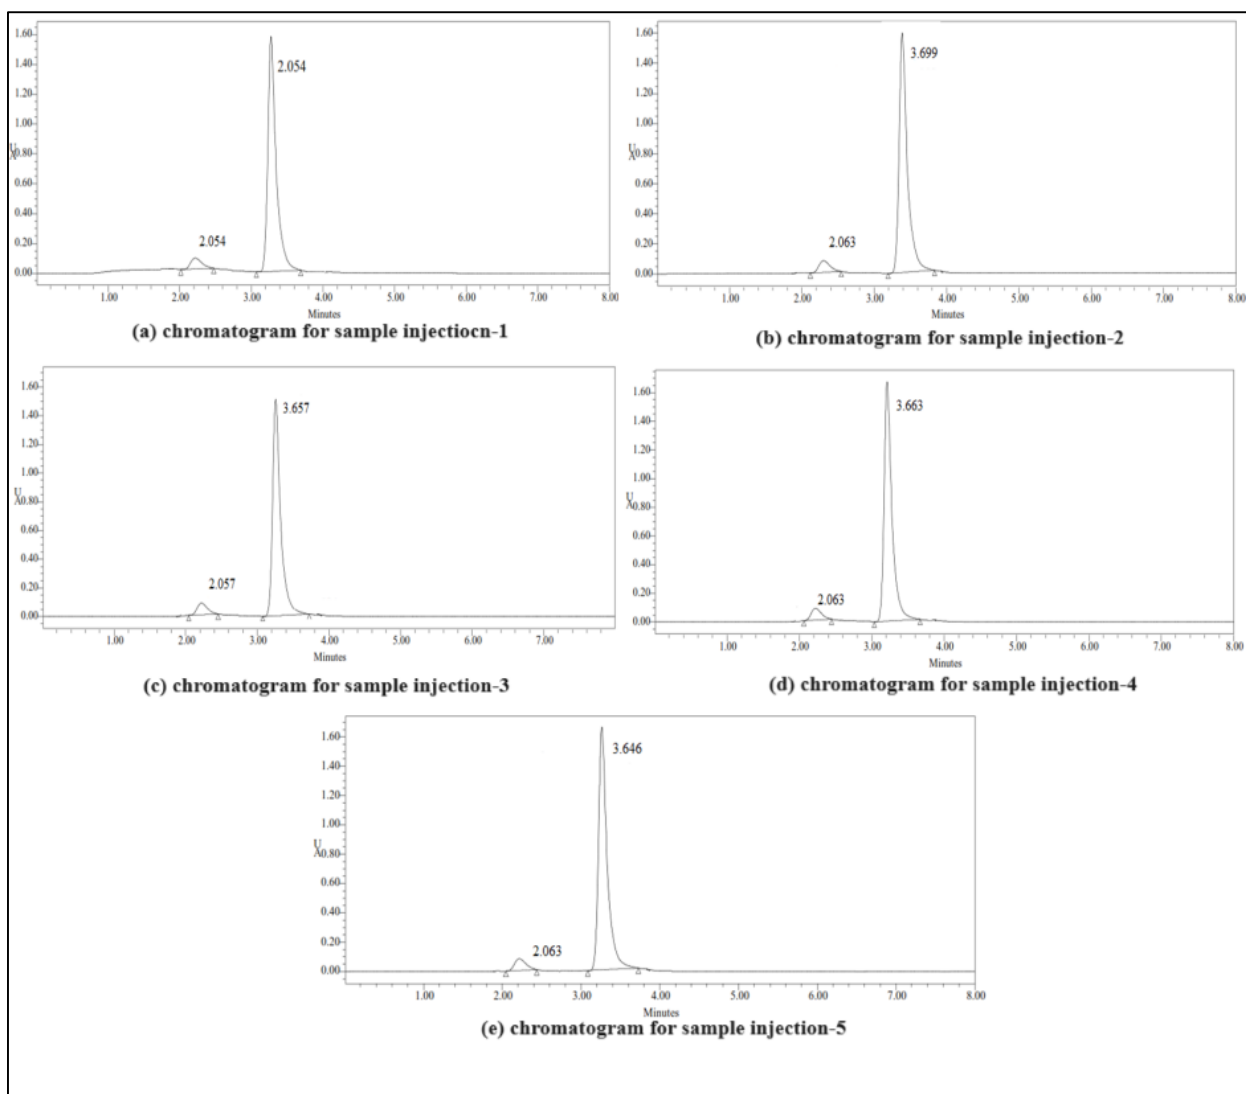 1.60
1.40
1.20
1.00
U
A
0.80
0.60
0.40
0.20
0.00
2.054
2.054
1.00 2.00 3.00 4.00 5.00 6.00 7.00 8.00
Minutes
(a) chromatogram for sample injectiocn-1
1.60
1.40
1.20
1.00
U
A
0.80
0.60
0.40
0.20
0.00
3.699
2.063
1.00 2.00 3.00 4.00 5.00 6.00 7.00 8.00
Minutes
(b) chromatogram for sample injection-2
1.60
1.40
1.20
1.00
U
A
0.80
0.60
0.40
0.20
0.00
3.657
2.057
1.00 2.00 3.00 4.00 5.00 6.00 7.00
Minutes
(c) chromatogram for sample injection-3
1.60
1.40
1.20
1.00
U
A
0.80
0.60
0.40
0.20
0.00
3.663
2.063
1.00 2.00 3.00 4.00 5.00 6.00 7.00 8.00
Minutes
(d) chromatogram for sample injection-4
1.60
1.40
1.20
1.00
U
A
0.80
0.60
0.40
0.20
0.00
3.646
2.063
1.00 2.00 3.00 4.00 5.00 6.00 7.00 8.00
Minutes
(e) chromatogram for sample injection-5